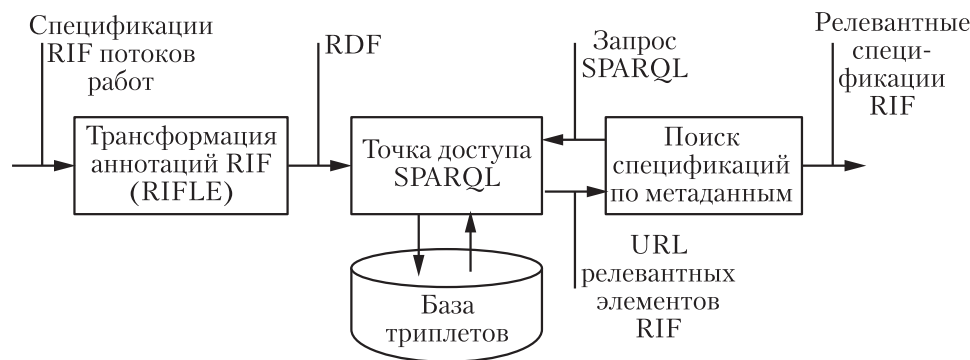 Спецификации
RIF потоков
работ
RDF
Запрос
SPARQL
Релевантные
специ-
фикации
RIF
Трансформация
аннотаций RIF
(RIFLE)
Точка доступа
SPARQL
Поиск
спецификаций
по метаданным
URL
релевантных
элементов
RIF
База
триплетов